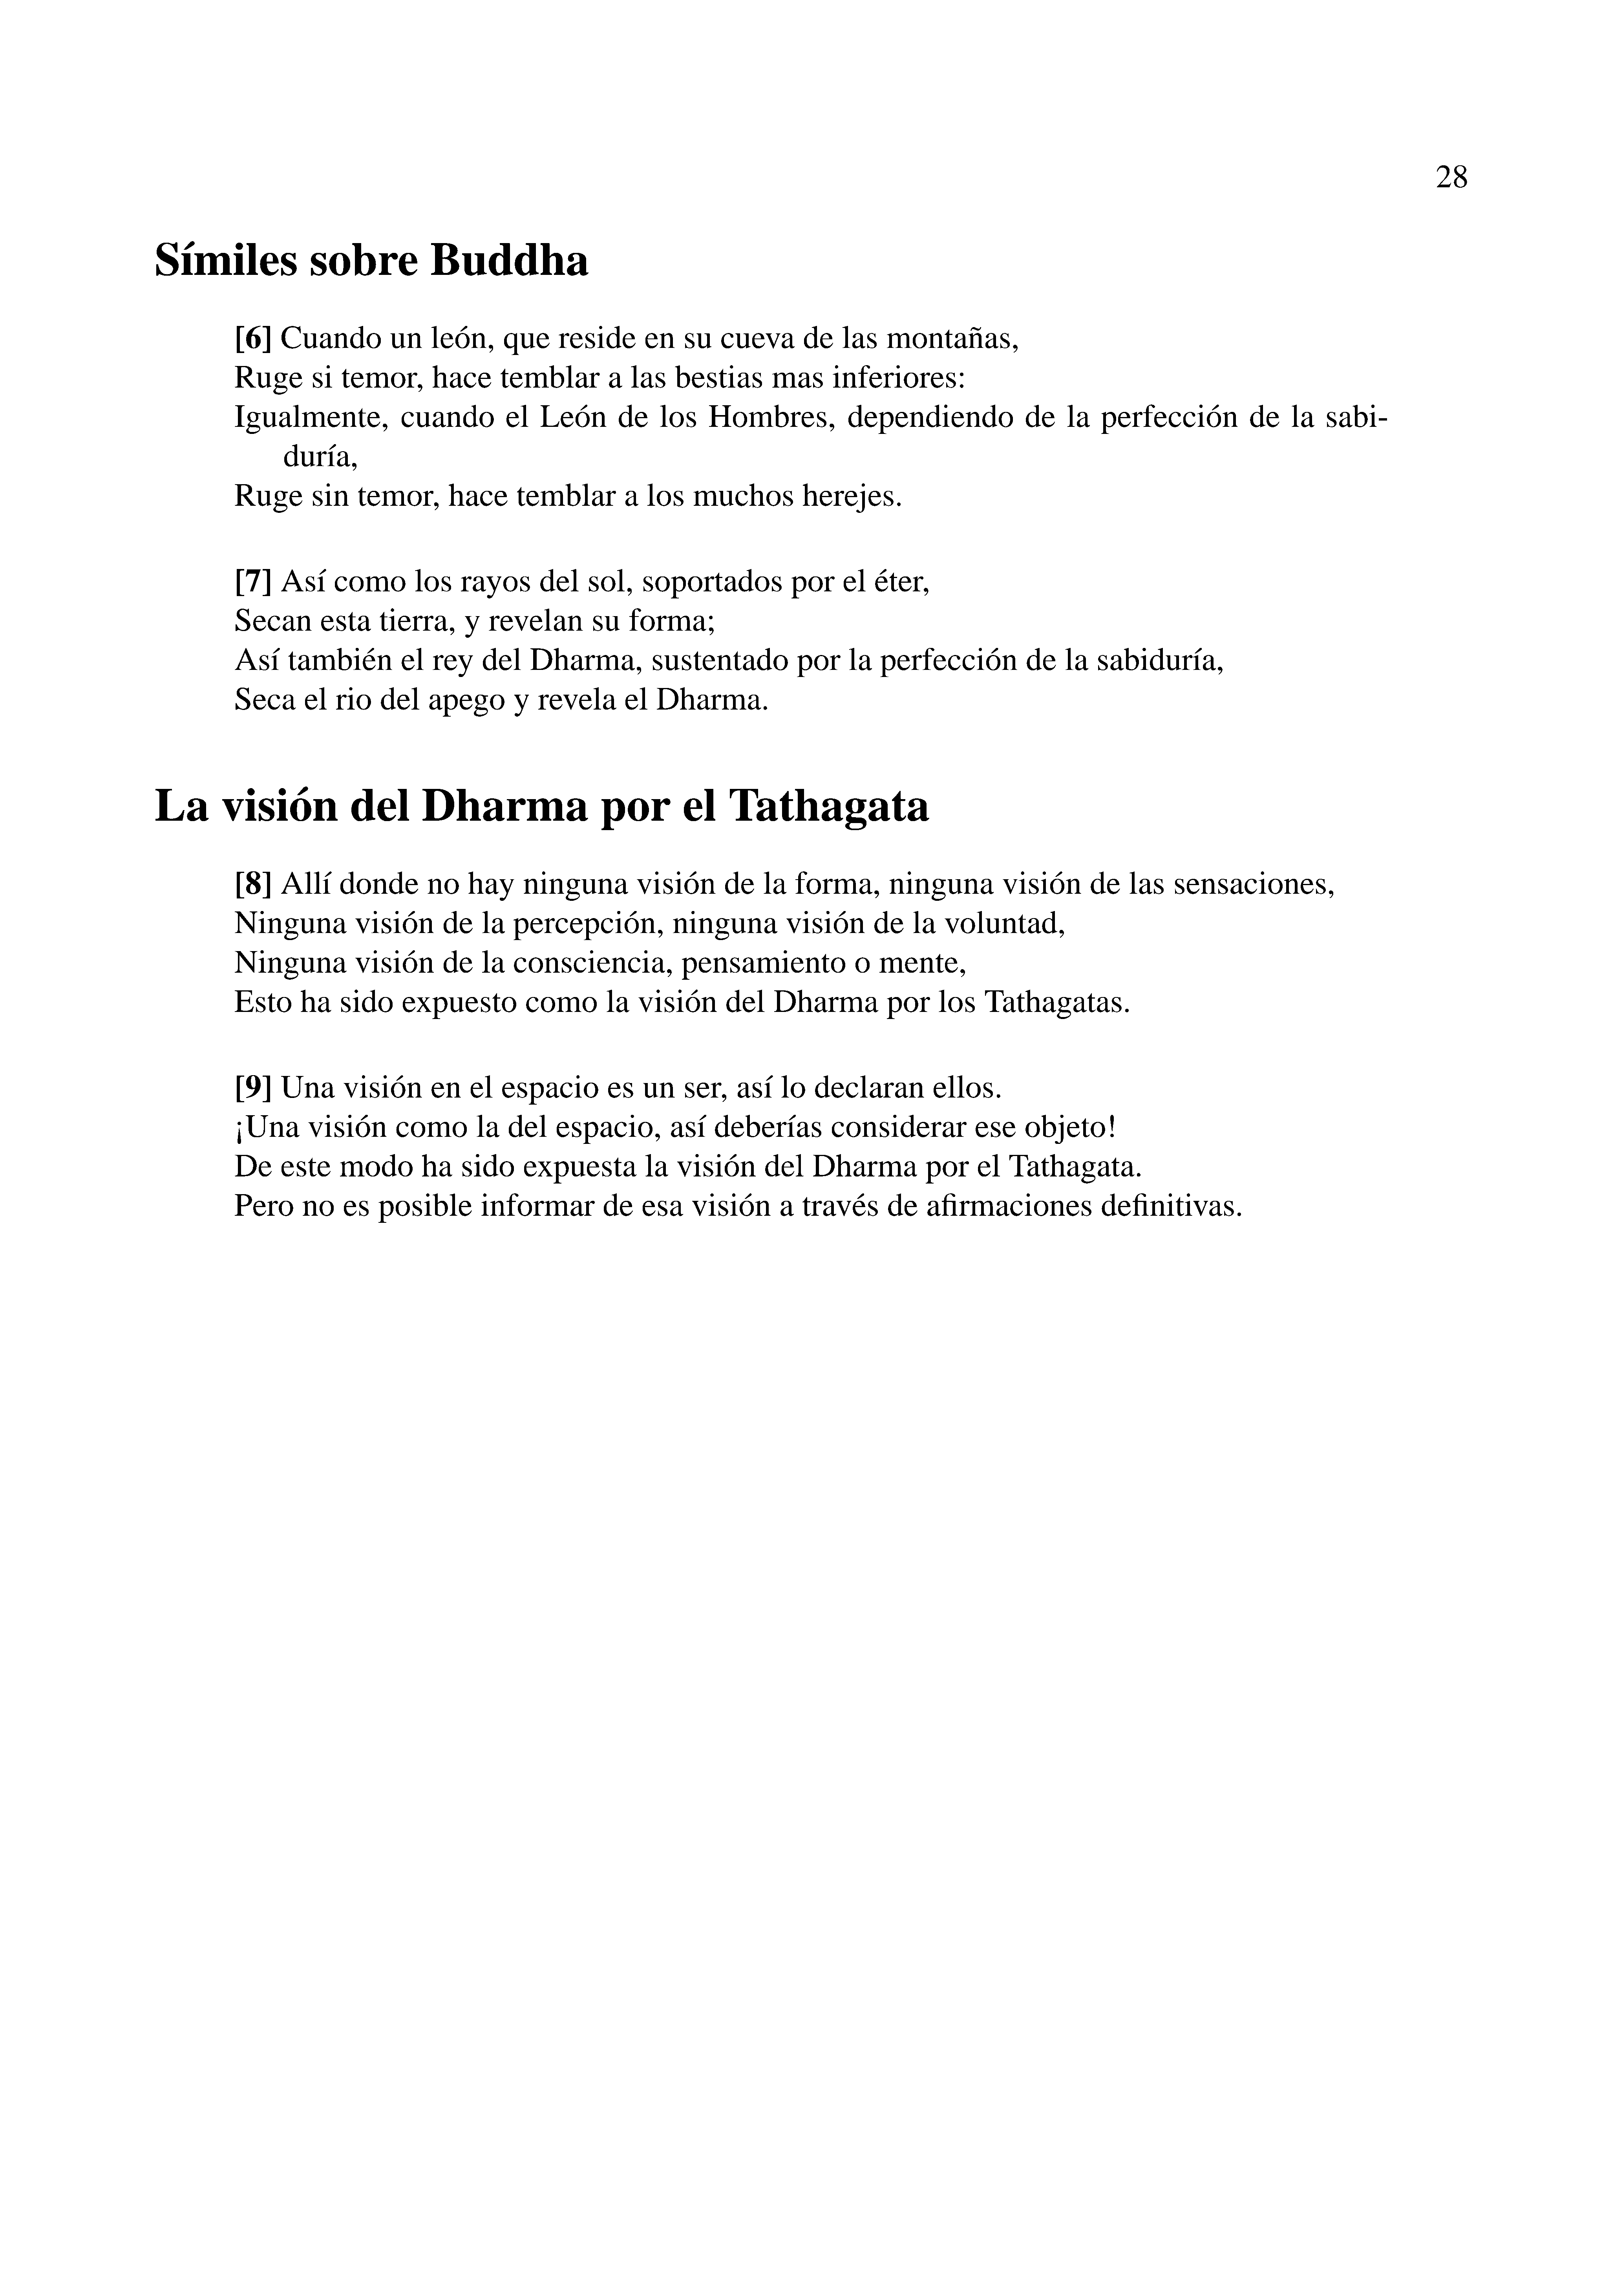 28
Símiles sobre Buddha
[6] Cuando un león, que reside en su cueva de las montañas,
Ruge si temor, hace temblar a las bestias mas inferiores:
Igualmente, cuando el León de los Hombres, dependiendo de la perfección de la sabi-
duría,
Ruge sin temor, hace temblar a los muchos herejes.
[7] Así como los rayos del sol, soportados por el éter,
Secan esta tierra, y revelan su forma;
Así también el rey del Dharma, sustentado por la perfección de la sabiduría,
Seca el rio del apego y revela el Dharma.
La visión del Dharma por el Tathagata
[8] Allí donde no hay ninguna visión de la forma, ninguna visión de las sensaciones,
Ninguna visión de la percepción, ninguna visión de la voluntad,
Ninguna visión de la consciencia, pensamiento o mente,
Esto ha sido expuesto como la visión del Dharma por los Tathagatas.
[9] Una visión en el espacio es un ser, así lo declaran ellos.
¡Una visión como la del espacio, así deberías considerar ese objeto!
De este modo ha sido expuesta la visión del Dharma por el Tathagata.
Pero no es posible informar de esa visión a través de afirmaciones definitivas.